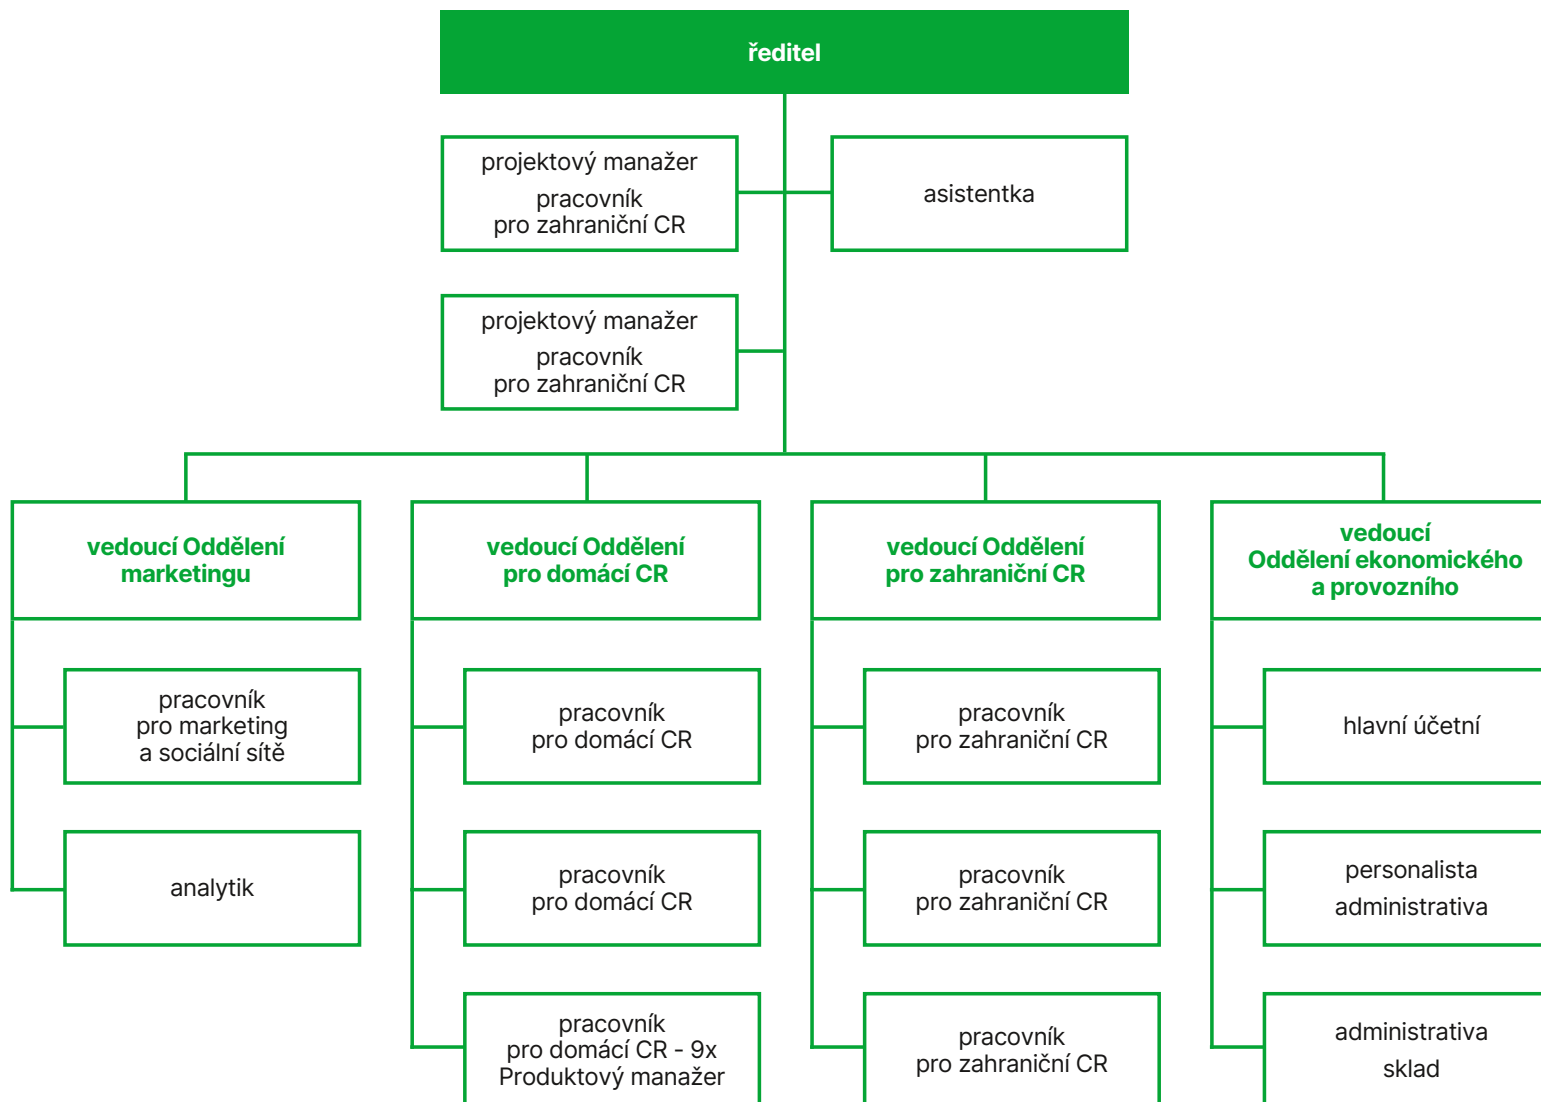 ředitel
projektový manažer
pracovník
pro zahraniční CR
asistentka
projektový manažer
pracovník
pro zahraniční CR
vedoucí Oddělení
marketingu
vedoucí Oddělení
pro domácí CR
vedoucí Oddělení
pro zahraniční CR
vedoucí
Oddělení ekonomického
a provozního
pracovník
pro marketing
a sociální sítě
pracovník
pro domácí CR
pracovník
pro zahraniční CR
hlavní účetní
analytik
pracovník
pro domácí CR
pracovník
pro zahraniční CR
personalista
administrativa
pracovník
pro domácí CR - 9x
Produktový manažer
pracovník
pro zahraniční CR
administrativa
sklad